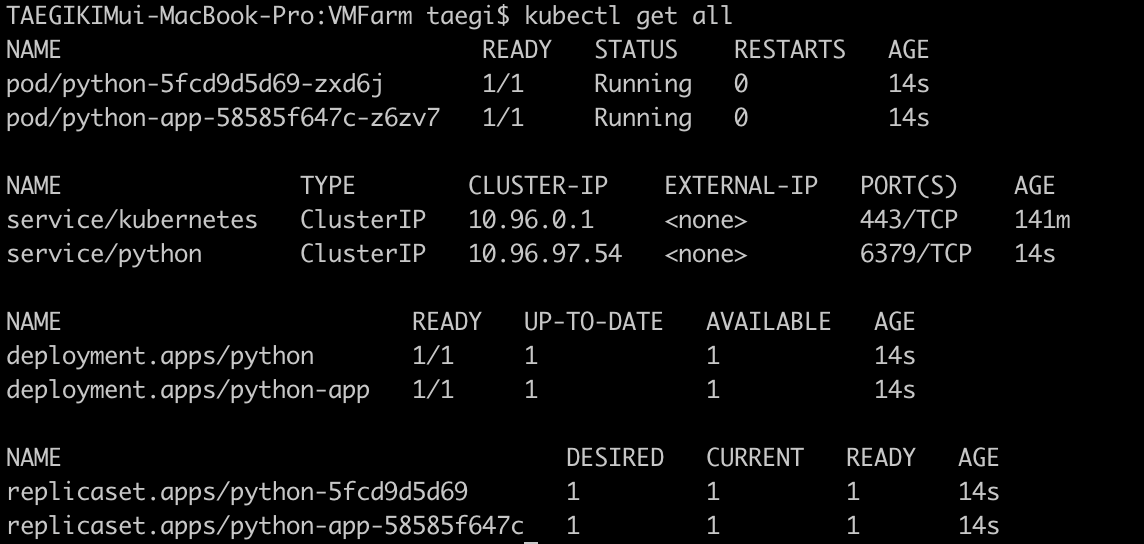 TAEGIKIMui-MacBook-Pro:VMFarm taegi$ kubectl get all
NAME READY STATUS RESTARTS AGE
pod/python-5fcd9d5d69-zxd6j 1/1 Running 0 14s
pod/python-app-58585f647c-z6zv7 1/1 Running 0 14s
NAME TYPE CLUSTER-IP EXTERNAL-IP PORT(S) AGE
service/kubernetes ClusterIP 10.96.0.1 <none> 443/TCP 141m
service/python ClusterIP 10.96.97.54 <none> 6379/TCP 14s
NAME READY UP-TO-DATE AVAILABLE AGE
deployment.apps/python 1/1 1 1 14s
deployment.apps/python-app 1/1 1 1 14s
NAME DESIRED CURRENT READY AGE
replicaset.apps/python-5fcd9d5d69 1 1 1 14s
replicaset.apps/python-app-58585f647c 1 1 1 14s